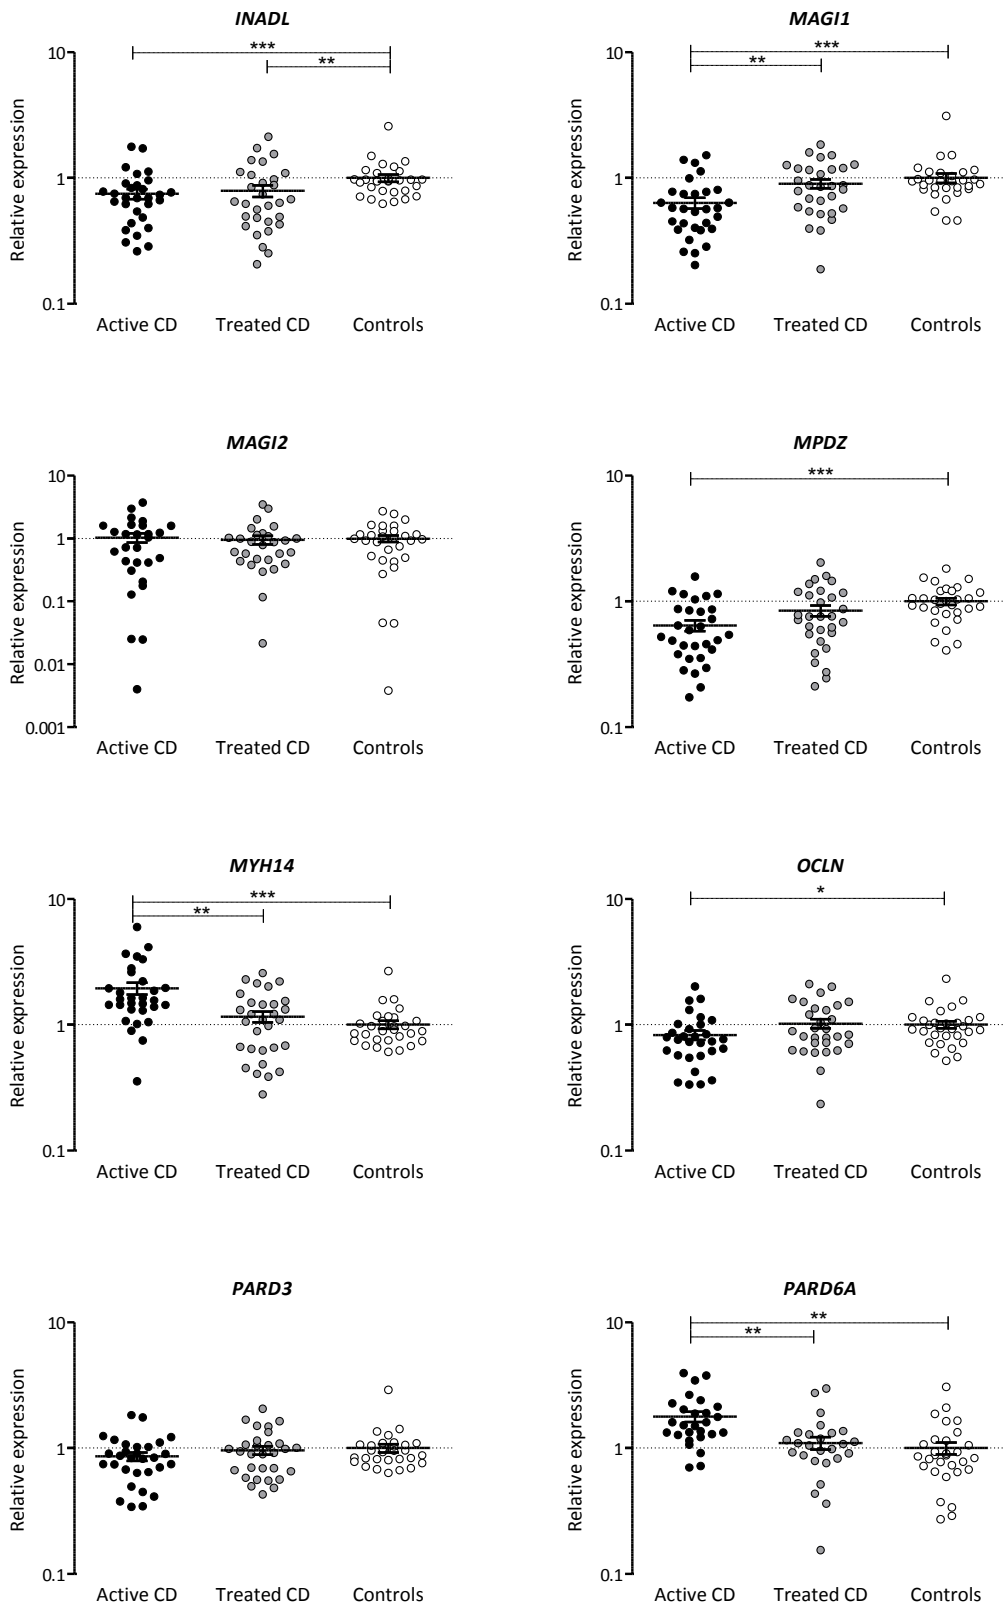 INADL
***
**
10
1
0.1
Relative expression
Active CD Treated CD Controls
MAGI1
***
**
10
1
0.1
Relative expression
Active CD Treated CD Controls
MAGI2
10
1
0.1
0.01
0.001
Relative expression
Active CD Treated CD Controls
MPDZ
***
10
1
0.1
Relative expression
Active CD Treated CD Controls
MYH14
***
**
10
1
0.1
Relative expression
Active CD Treated CD Controls
OCLN
*
10
1
0.1
Relative expression
Active CD Treated CD Controls
PARD3
10
1
0.1
Relative expression
Active CD Treated CD Controls
PARD6A
**
**
10
1
0.1
Relative expression
Active CD Treated CD Controls